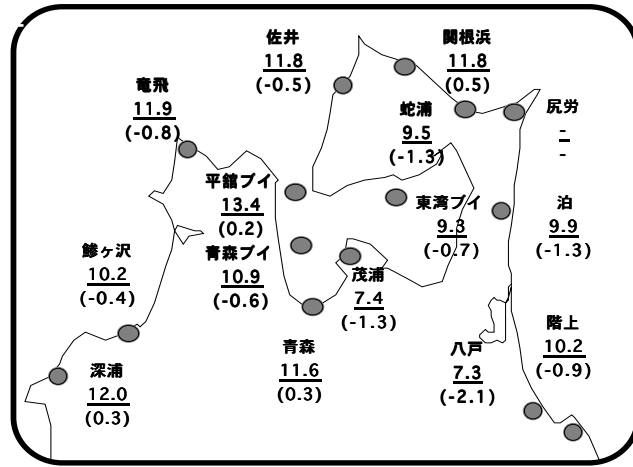 佐井
11.8
(-0.5)
関根浜
11.8
(0.5)
竜飛
11.9
(-0.8)
蛇浦
9.5
(-1.3)
尻労
-
-
平舘ブイ
13.4
(0.2)
東湾ブイ
9.3
(-0.7)
泊
9.9
(-1.3)
鰺ヶ沢
10.2
(-0.4)
青森ブイ
10.9
(-0.6)
茂浦
7.4
(-1.3)
深浦
12.0
(0.3)
青森
11.6
(0.3)
八戸
7.3
(-2.1)
階上
10.2
(-0.9)